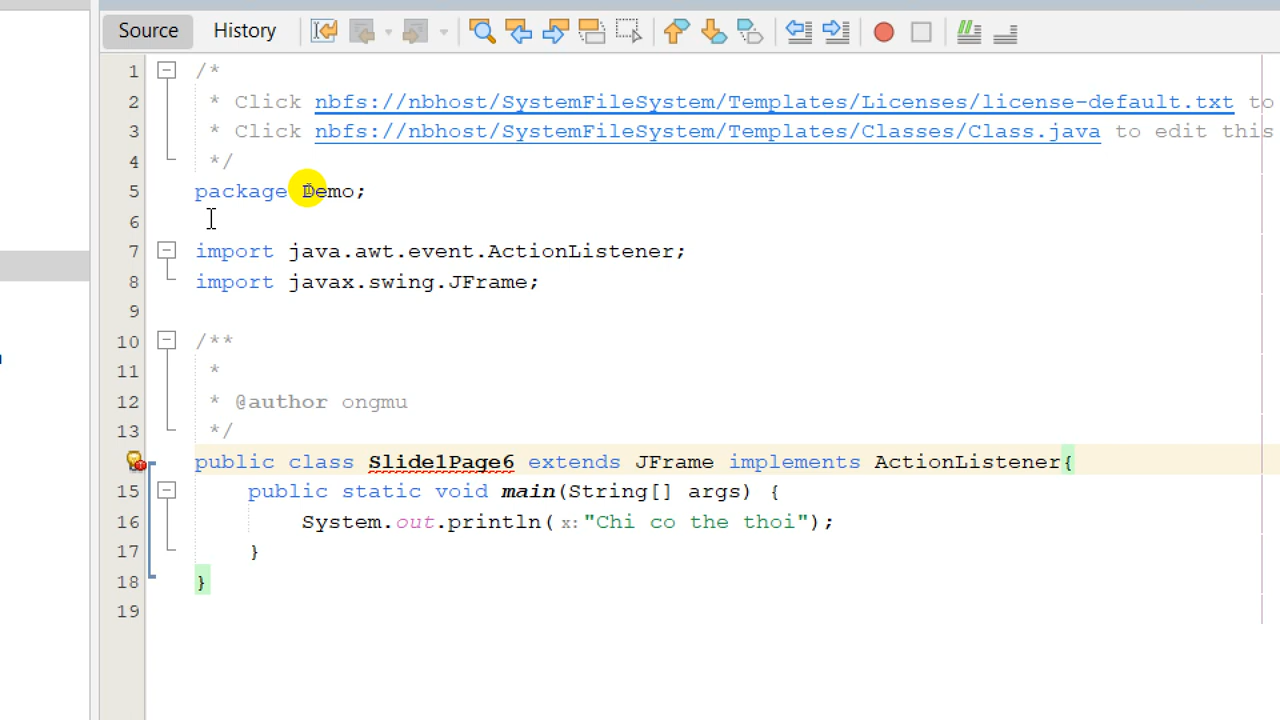 Source History
1 /*
2 * Click nbfs://nbhost/SystemFileSystem/Templates/Licenses/license-default.txt to
3 * Click nbfs://nbhost/SystemFileSystem/Templates/Classes/Class.java to edit this
4 */
5 package Demo;
6
7 import java.awt.event.ActionListener;
8 import javax.swing.JFrame;
9
10 /**
11 *
12 * @author ongmu
13 */
public class Slide1Page6 extends JFrame implements ActionListener{
15 public static void main(String[] args) {
16 System.out.println( x: "Chi co the thoi");
17 }
18 }
19